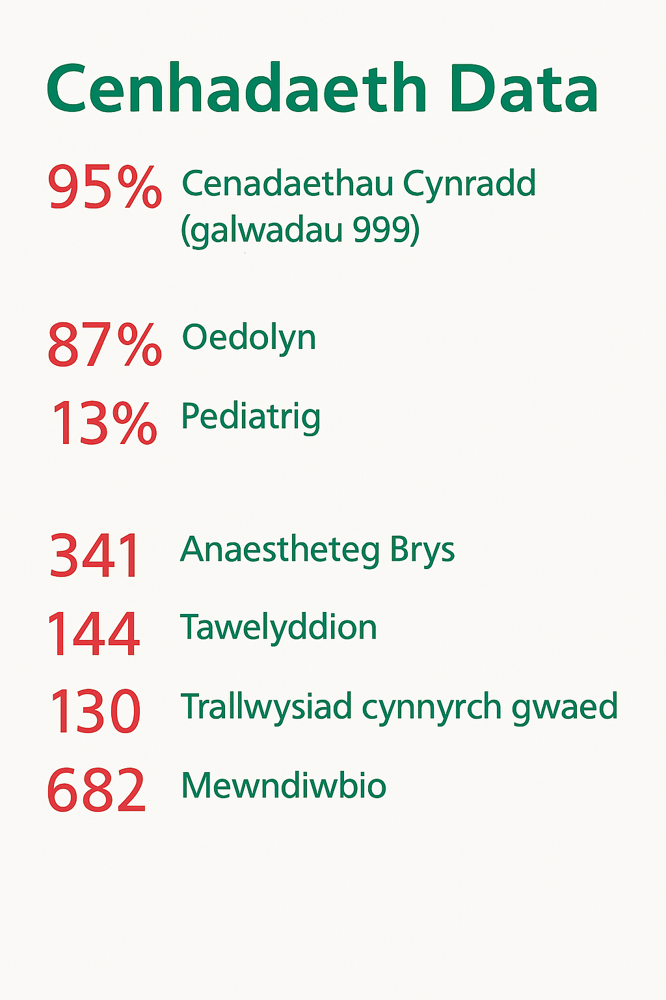 Cenhadaeth Data
95% Cenadaethau Cynradd
(galwadau 999)
87% Oedolyn
13% Pediatrig
341 Anaestheteg Brys
144 Tawelyddion
130 Trallwysiad cynnyrch gwaed
682 Mewndiwbio